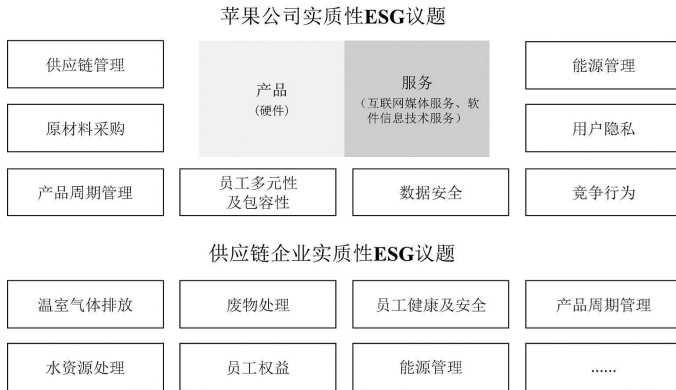 苹果公司实质性ESG议题
供应链管理
产品
(硬件)
服务
(互联网媒体服务、软
件信息技术服务)
能源管理
原材料采购
用户隐私
产品周期管理
员工多元性
及包容性
数据安全
竞争行为
供应链企业实质性ESG议题
温室气体排放
废物处理
员工健康及安全
产品周期管理
水资源处理
员工权益
能源管理
......